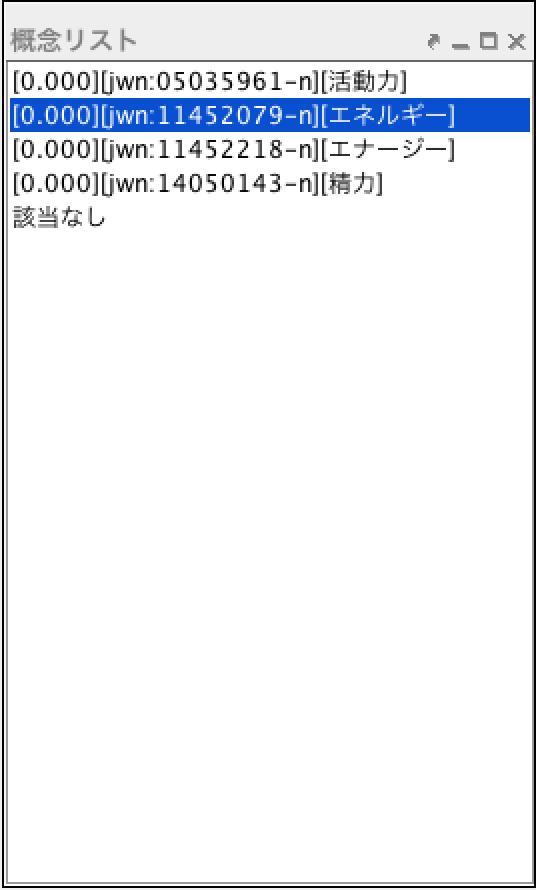 概念リスト
[0.000][jwn:05035961-n][活動力]
[0.000][jwn:11452079-n][エネルギー]
[0.000][jwn:11452218-n][エナージー]
[0.000][jwn:14050143-n][精力]
該当なし